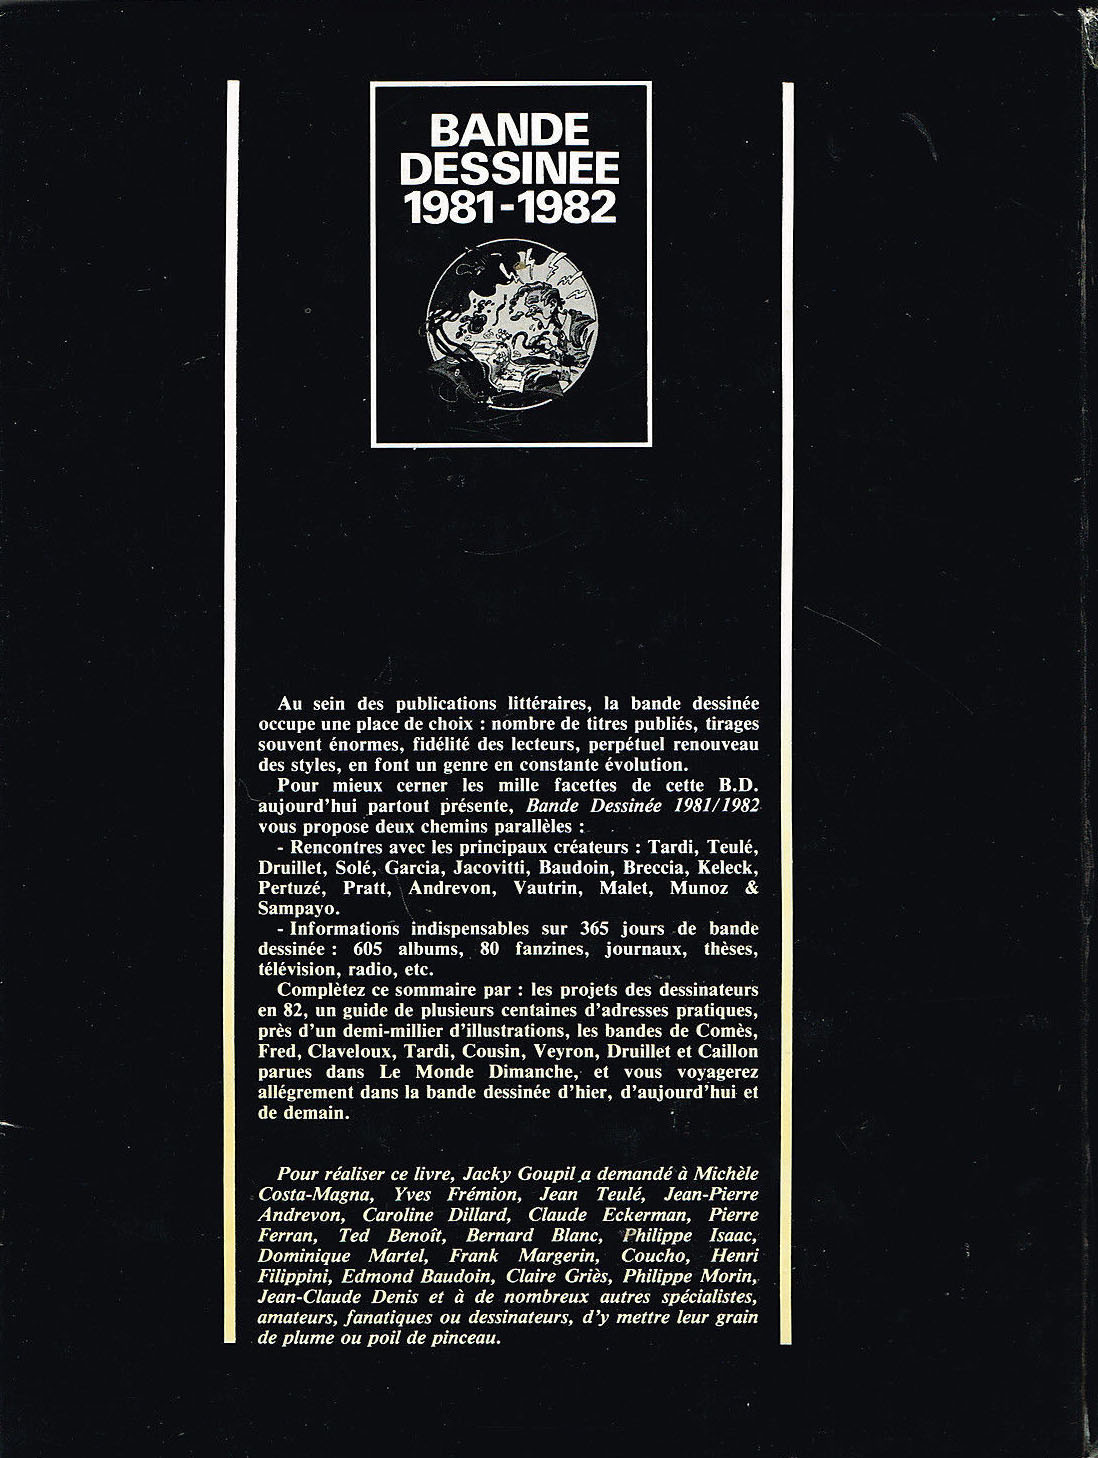 BANDE
DESSINEE
1981-1982
Au sein des publications littéraires, la bande dessinée
occupe une place de choix : nombre de titres publiés, tirages
souvent énormes, fidélité des lecteurs, perpétuel renouveau
des styles, en font un genre en constante évolution.
Pour mieux cerner les mille facettes de cette B.D.
aujourd'hui partout présente, Bande Dessinée 1981/1982
vous propose deux chemins parallèles :
- Rencontres avec les principaux créateurs : Tardi, Teulé,
Druillet, Solé, Garcia, Jacovitti, Baudoin, Breccia, Keleck,
Pertuzé, Pratt, Andrevon, Vautrin, Malet, Munoz &
Sampayo.
- Informations indispensables sur 365 jours de bande
dessinée : 605 albums, 80 fanzines, journaux, thèses,
télévision, radio, etc.
Complètez ce sommaire par : les projets des dessinateurs
en 82, un guide de plusieurs centaines d'adresses pratiques,
près d'un demi-millier d'illustrations, les bandes de Comès,
Fred, Claveloux, Tardi, Cousin, Veyron, Druillet et Caillon
parues dans Le Monde Dimanche, et vous voyagerez
allégrement dans la bande dessinée d'hier, d'aujourd'hui et
de demain.
Pour réaliser ce livre, Jacky Goupil a demandé à Michèle
Costa-Magna, Yves Frémion, Jean Teulé, Jean-Pierre
Andrevon, Caroline Dillard, Claude Eckerman, Pierre
Ferran, Ted Benoît, Bernard Blanc, Philippe Isaac,
Dominique Martel, Frank Margerin, Coucho, Henri
Filippini, Edmond Baudoin, Claire Griès, Philippe Morin,
Jean-Claude Denis et à de nombreux autres spécialistes,
amateurs, fanatiques ou dessinateurs, d'y mettre leur grain
de plume ou poil de pinceau.